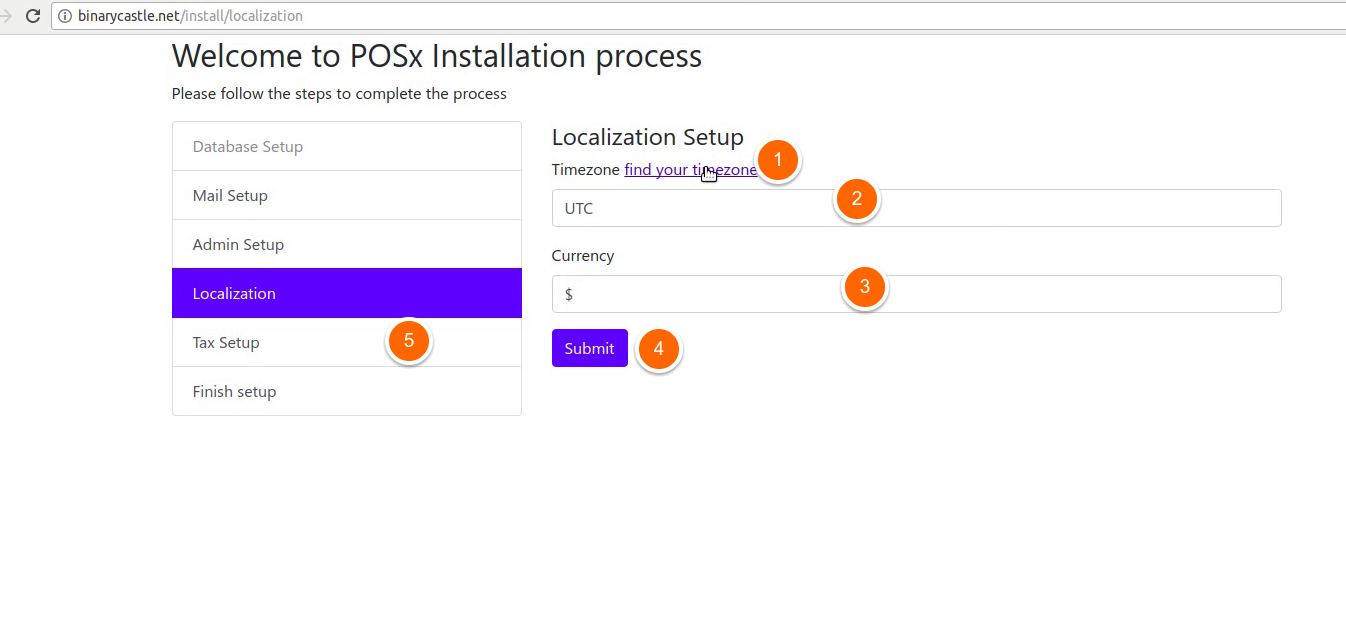 binarycastle.net/install/localization
Welcome to POSx Installation process
Please follow the steps to complete the process
Database Setup
Mail Setup
Admin Setup
Localization
Tax Setup
5
Finish setup
Localization Setup
Timezone find your timezone
1
UTC
2
Currency
$
3
Submit
4